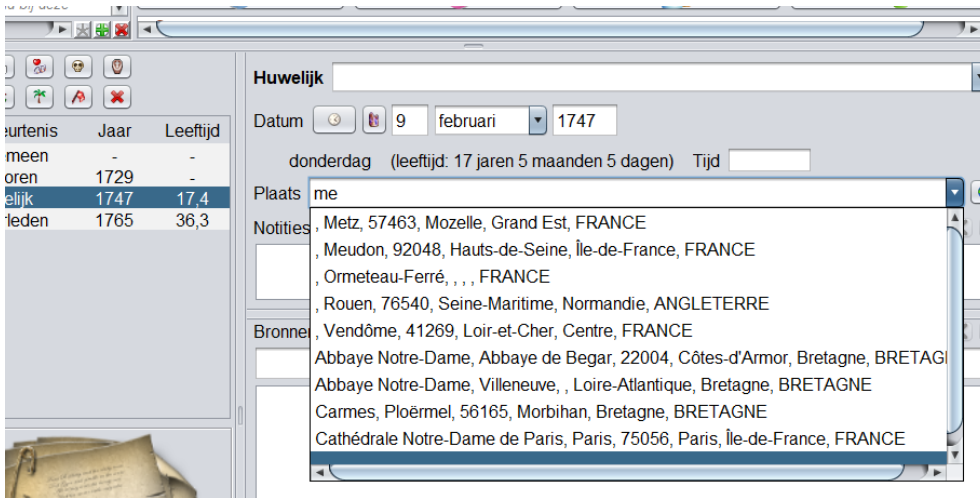 bij deze
Huwelijk
Datum 9 februari 1747
eurtenis Jaar Leeftijd
emeen - -
oren 1729 -
elijk 1747 17,4
rleden 1765 36,3
donderdag (leeftijd: 17 jaren 5 maanden 5 dagen) Tijd
Plaats me
Notities
, Metz, 57463, Mozelle, Grand Est, FRANCE
, Meudon, 92048, Hauts-de-Seine, Île-de-France, FRANCE
, Ormeteau-Ferré, , , , FRANCE
, Rouen, 76540, Seine-Maritime, Normandie, ANGLETERRE
Bronnen
, Vendôme, 41269, Loir-et-Cher, Centre, FRANCE
Abbaye Notre-Dame, Abbaye de Begar, 22004, Côtes-d'Armor, Bretagne, BRETAG
Abbaye Notre-Dame, Villeneuve, , Loire-Atlantique, Bretagne, BRETAGNE
Carmes, Ploërmel, 56165, Morbihan, Bretagne, BRETAGNE
Cathédrale Notre-Dame de Paris, Paris, 75056, Paris, Île-de-France, FRANCE